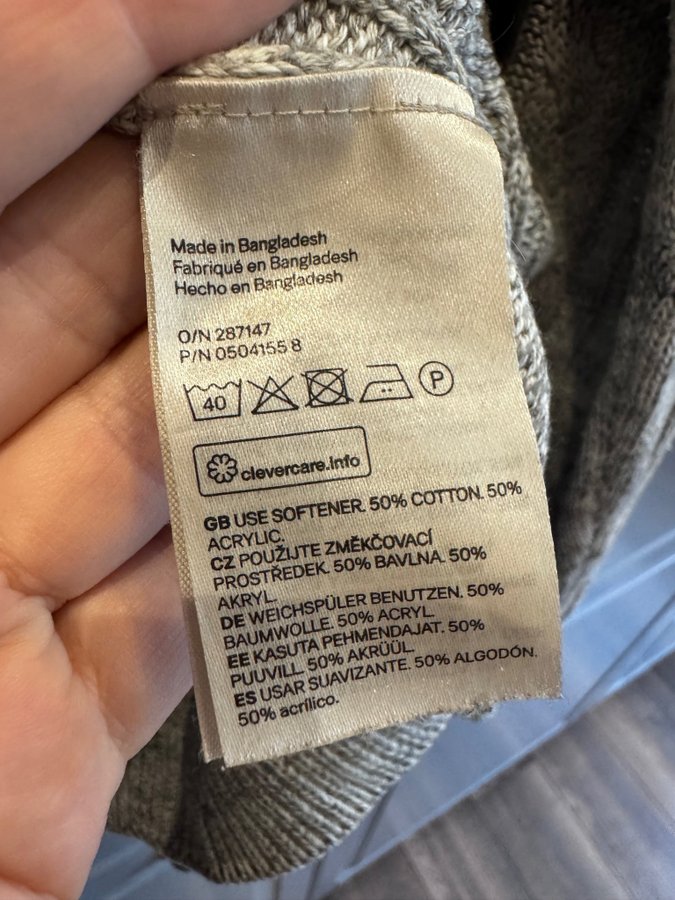 Made in Bangladesh
Fabriqué en Bangladesh
Hecho en Bangladesh
O/N 287147
P/N 0504155 8
40 P
clevercare.info
GB USE SOFTENER. 50% COTTON. 50%
ACRYLIC.
CZ POUŽIJTE ZMĚKČOVACÍ
PROSTŘEDEK. 50% BAVLNA. 50%
AKRYL.
DE WEICHSPÜLER BENUTZEN. 50%
BAUMWOLLE. 50% ACRYL.
EE KASUTA PEHMENDAJAT. 50%
PUUVILL. 50% AKRÜÜL.
ES USAR SUAVIZANTE. 50% ALGODÓN.
50% acrílico.